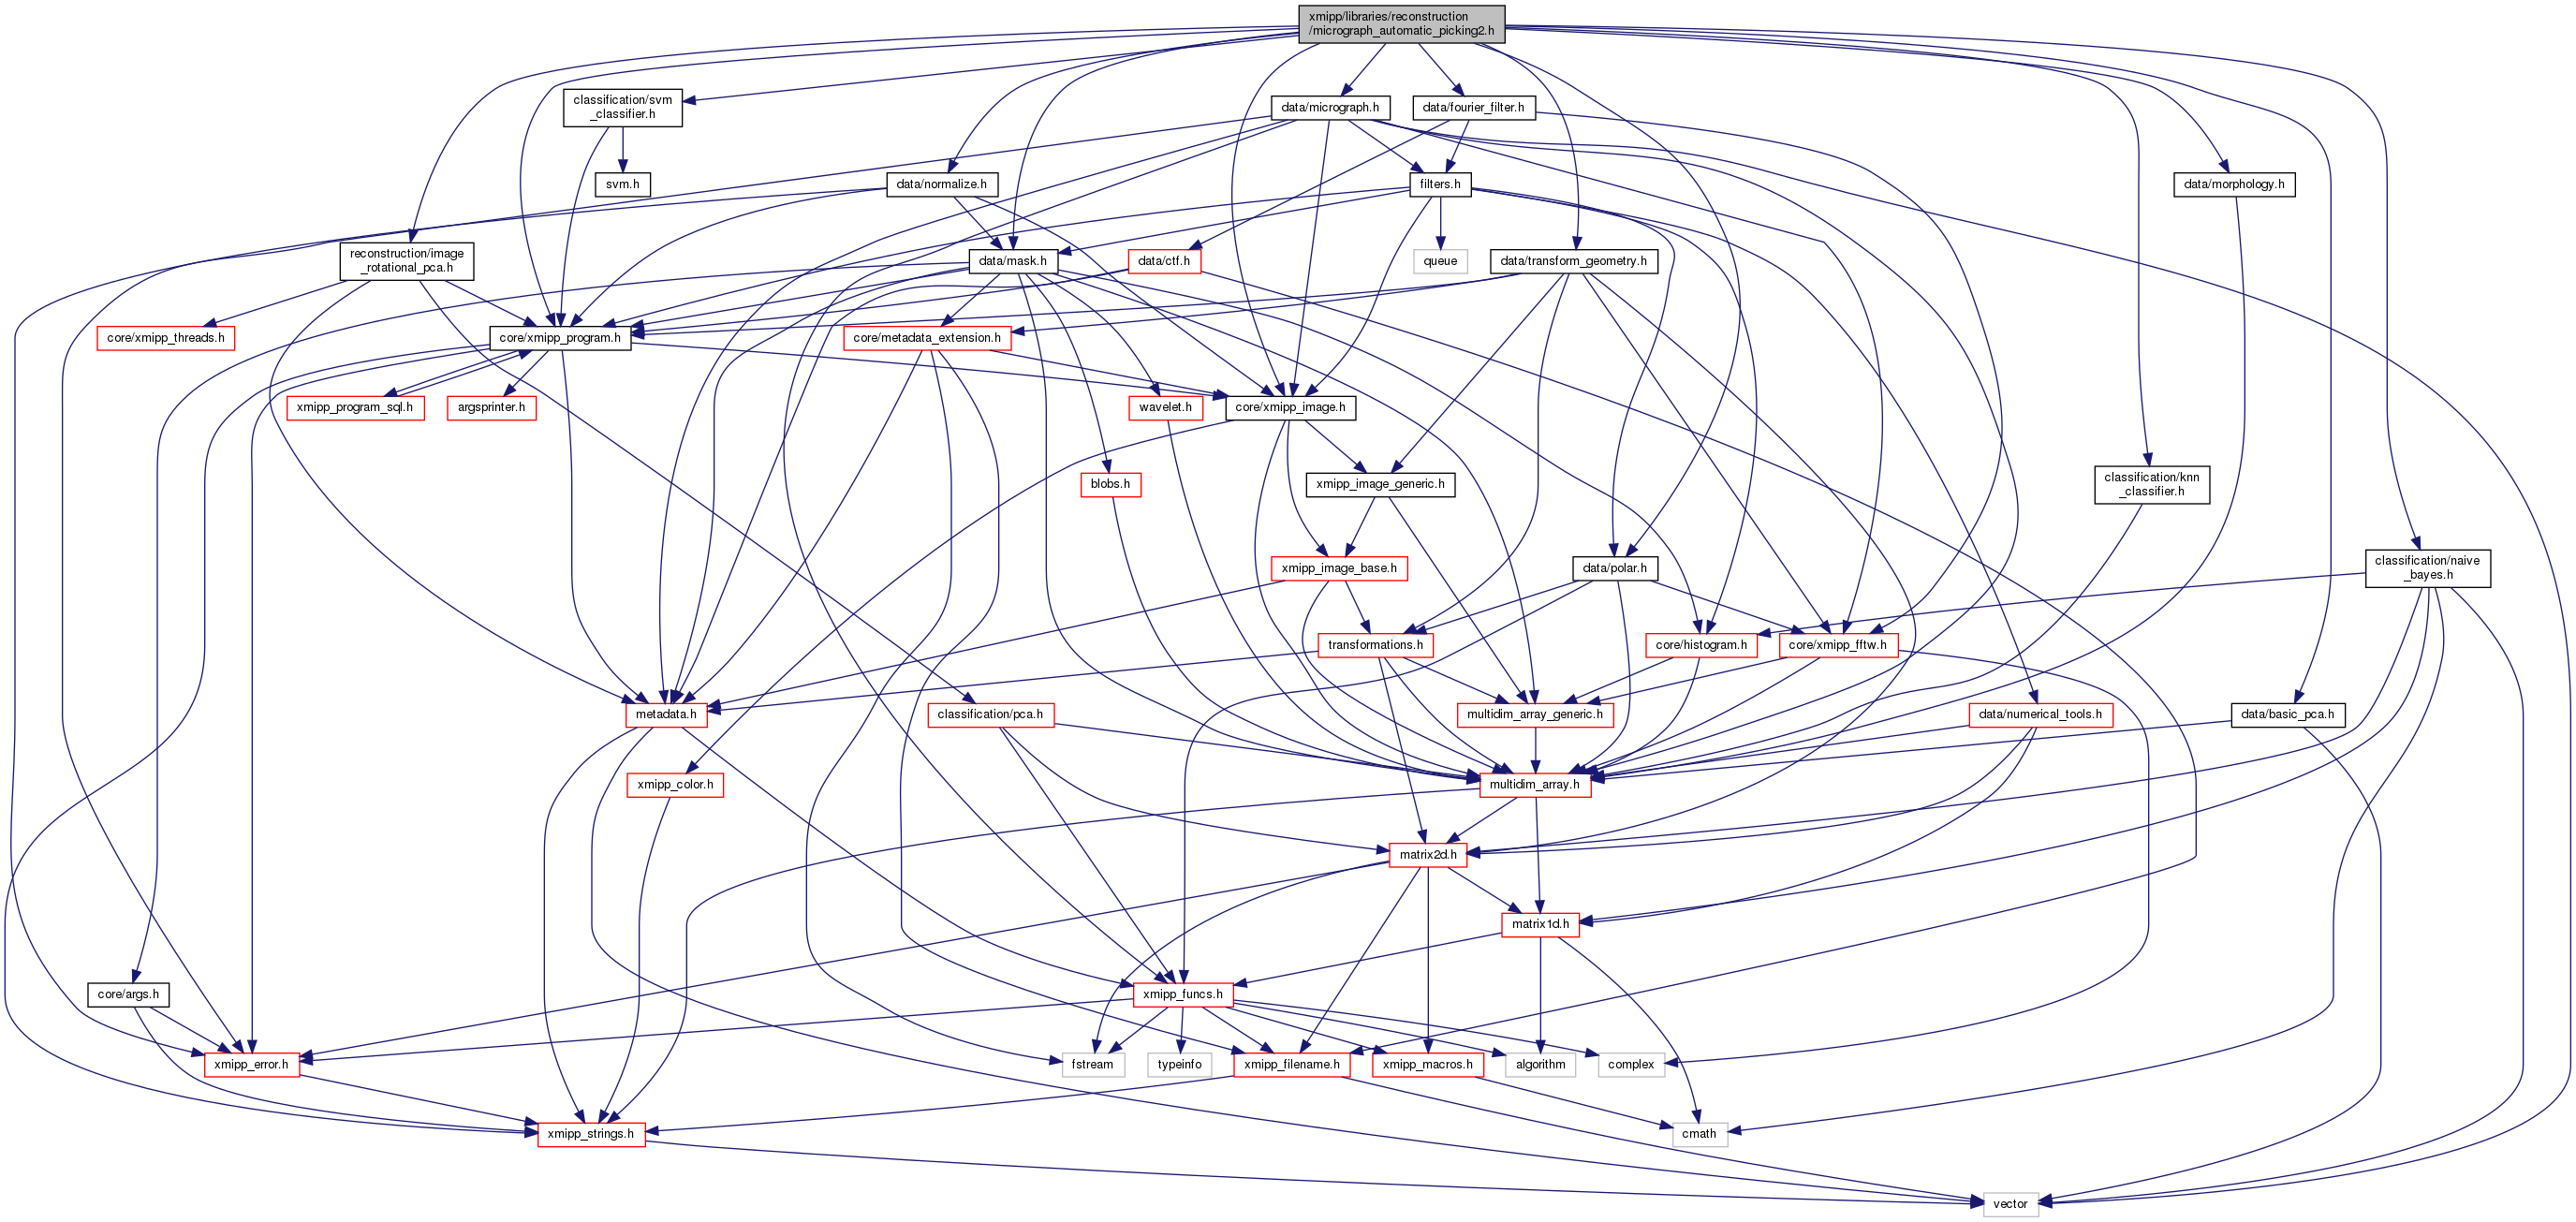 xmipp/libraries/reconstruction
/micrograph_automatic_picking2.h
classification/svm
_classifier.h
data/micrograph.h
data/fourier_filter.h
svm.h
data/normalize.h
filters.h
data/morphology.h
reconstruction/image
_rotational_pca.h
data/mask.h
data/ctf.h
queue
data/transform_geometry.h
core/xmipp_threads.h
core/xmipp_program.h
core/metadata_extension.h
xmipp_program_sql.h
argsprinter.h
wavelet.h
core/xmipp_image.h
blobs.h
xmipp_image_generic.h
classification/knn
_classifier.h
xmipp_image_base.h
data/polar.h
classification/naive
_bayes.h
transformations.h
core/histogram.h
core/xmipp_fftw.h
metadata.h
classification/pca.h
multidim_array_generic.h
data/numerical_tools.h
data/basic_pca.h
xmipp_color.h
multidim_array.h
matrix2d.h
matrix1d.h
core/args.h
xmipp_funcs.h
xmipp_error.h
fstream
typeinfo
xmipp_filename.h
xmipp_macros.h
algorithm
complex
xmipp_strings.h
cmath
vector